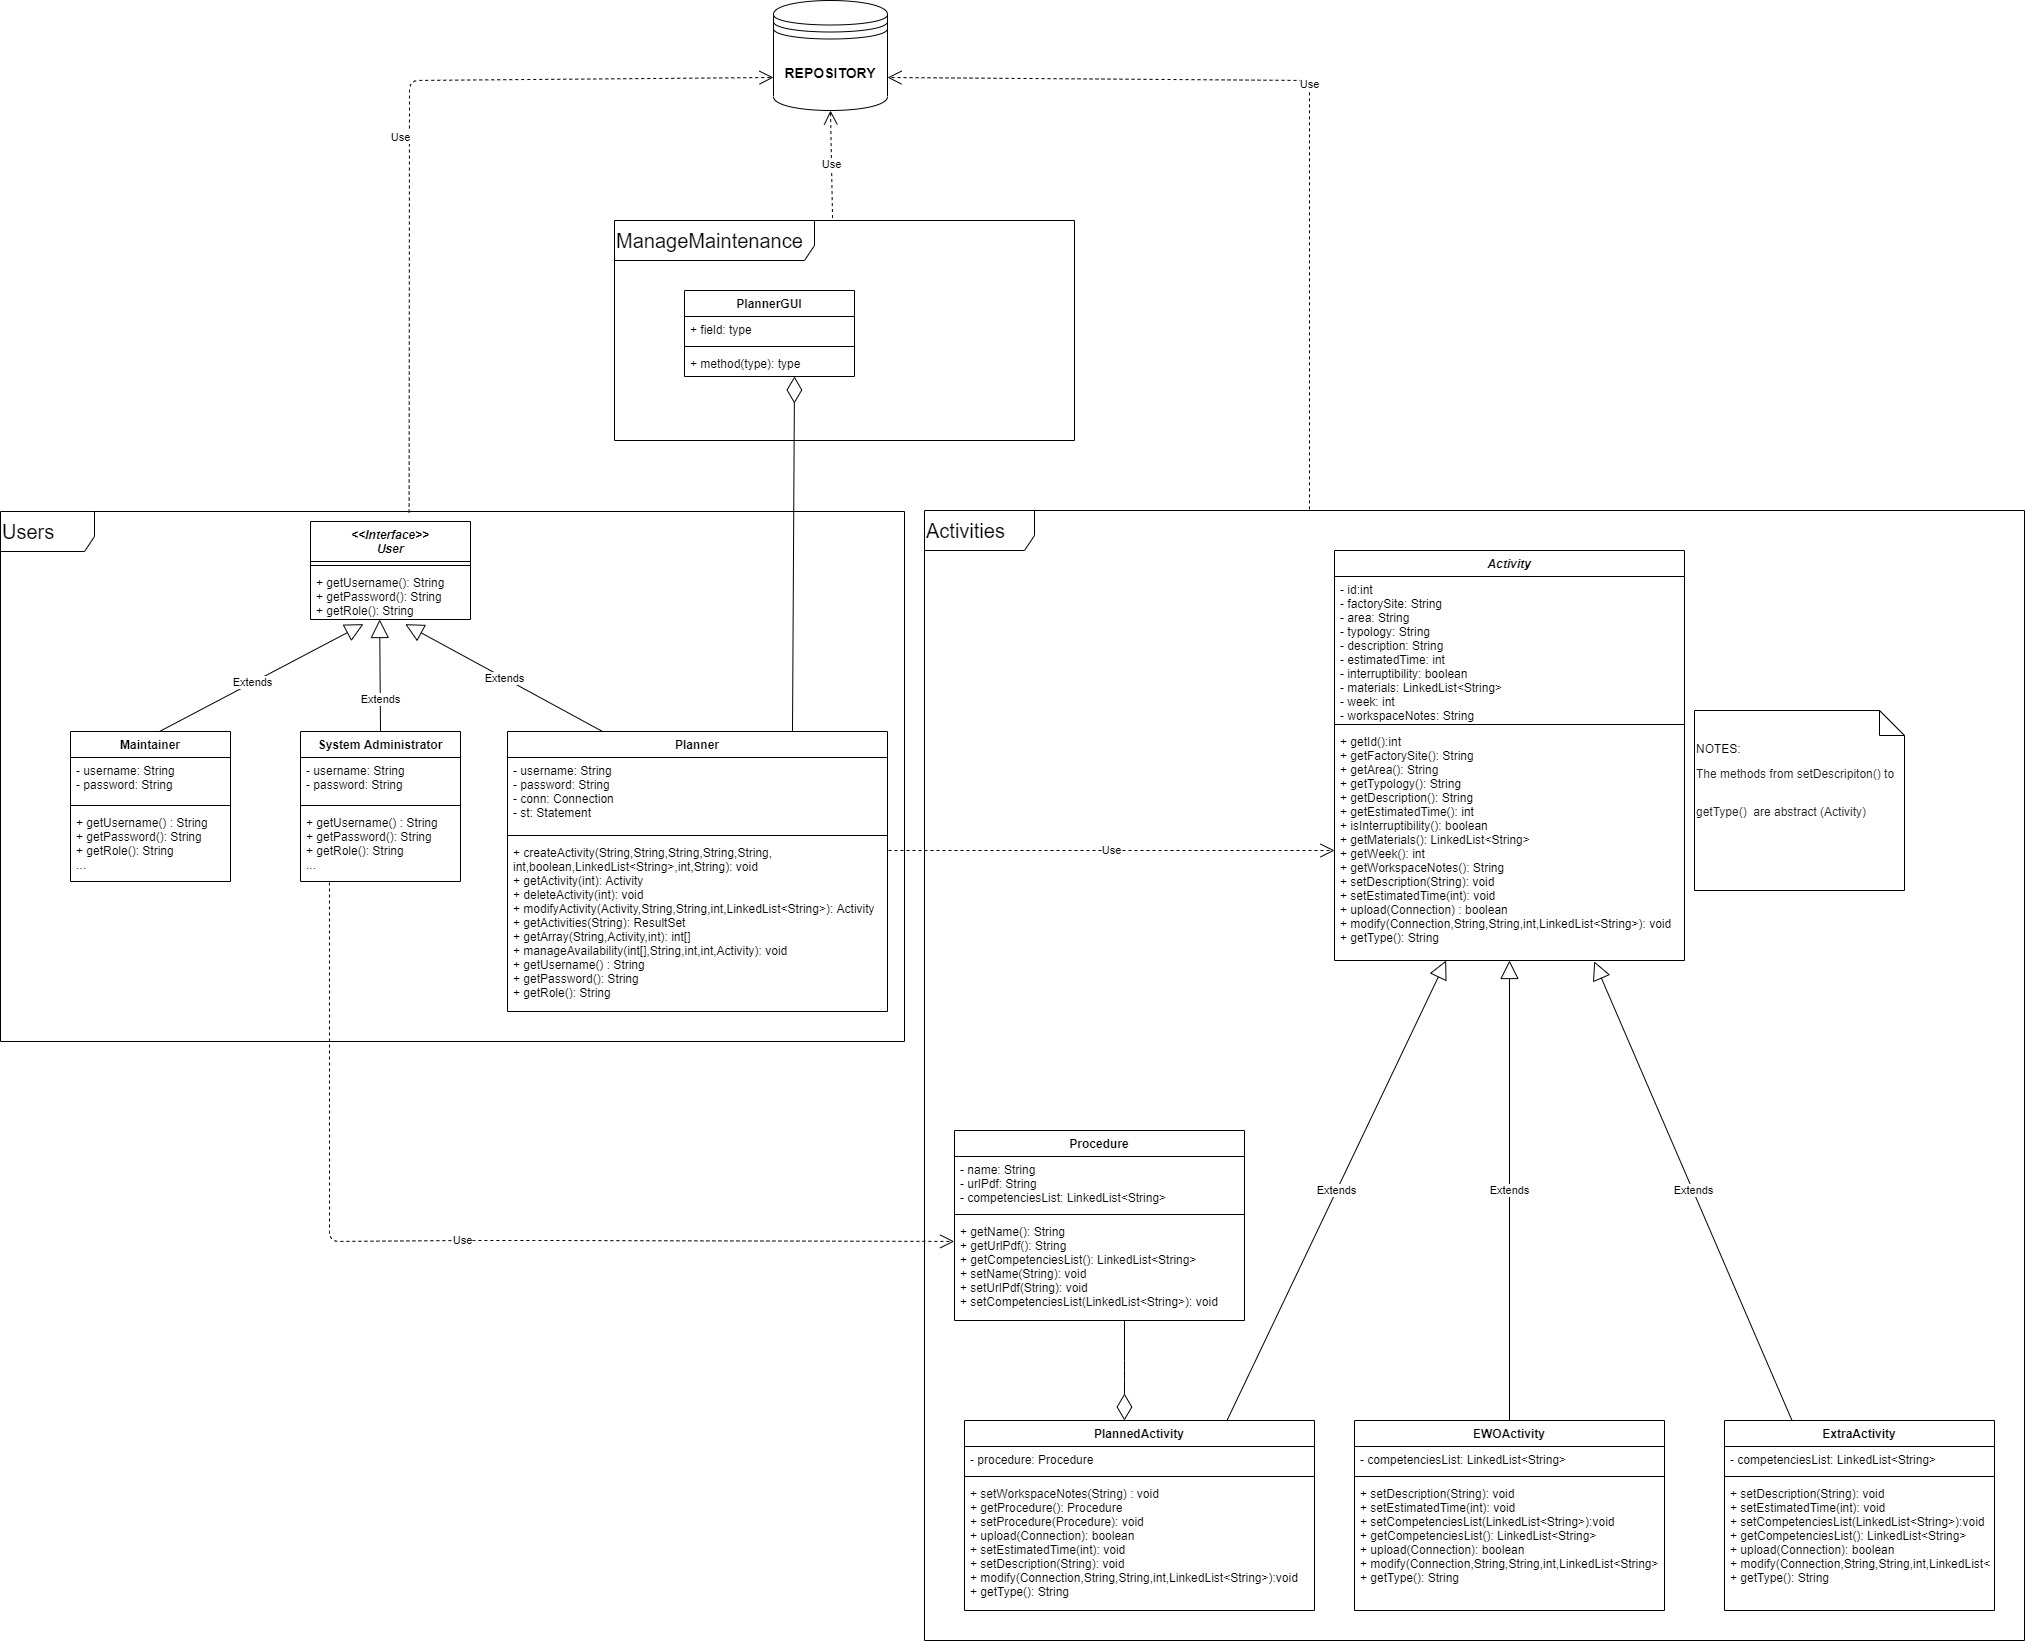 REPOSITORY
Use
Use
Use
ManageMaintenance
PlannerGUI
+ field: type
+ method(type): type
Users
<<Interface>>
User
+ getUsername(): String
+ getPassword(): String
+ getRole(): String
Extends
Extends
Extends
Maintainer
- username: String
- password: String
+ getUsername() : String
+ getPassword(): String
+ getRole(): String
...
System Administrator
- username: String
- password: String
+ getUsername() : String
+ getPassword(): String
+ getRole(): String
...
Planner
- username: String
- password: String
- conn: Connection
- st: Statement
+ createActivity(String,String,String,String,String,
int,boolean,LinkedList<String>,int,String): void
+ getActivity(int): Activity
+ deleteActivity(int): void
+ modifyActivity(Activity,String,String,int,LinkedList<String>): Activity
+ getActivities(String): ResultSet
+ getArray(String,Activity,int): int[]
+ manageAvailability(int[],String,int,int,Activity): void
+ getUsername() : String
+ getPassword(): String
+ getRole(): String
Use
Use
Activities
Activity
- id:int
- factorySite: String
- area: String
- typology: String
- description: String
- estimatedTime: int
- interruptibility: boolean
- materials: LinkedList<String>
- week: int
- workspaceNotes: String
+ getId():int
+ getFactorySite(): String
+ getArea(): String
+ getTypology(): String
+ getDescription(): String
+ getEstimatedTime(): int
+ isInterruptibility(): boolean
+ getMaterials(): LinkedList<String>
+ getWeek(): int
+ getWorkspaceNotes(): String
+ setDescription(String): void
+ setEstimatedTime(int): void
+ upload(Connection) : boolean
+ modify(Connection,String,String,int,LinkedList<String>): void
+ getType(): String
NOTES:
The methods from setDescripiton() to
getType() are abstract (Activity)
Procedure
- name: String
- urlPdf: String
- competenciesList: LinkedList<String>
+ getName(): String
+ getUrlPdf(): String
+ getCompetenciesList(): LinkedList<String>
+ setName(String): void
+ setUrlPdf(String): void
+ setCompetenciesList(LinkedList<String>): void
Extends
Extends
Extends
PlannedActivity
- procedure: Procedure
+ setWorkspaceNotes(String) : void
+ getProcedure(): Procedure
+ setProcedure(Procedure): void
+ upload(Connection): boolean
+ setEstimatedTime(int): void
+ setDescription(String): void
+ modify(Connection,String,String,int,LinkedList<String>):void
+ getType(): String
EWOActivity
- competenciesList: LinkedList<String>
+ setDescription(String): void
+ setEstimatedTime(int): void
+ setCompetenciesList(LinkedList<String>):void
+ getCompetenciesList(): LinkedList<String>
+ upload(Connection): boolean
+ modify(Connection,String,String,int,LinkedList<String>
+ getType(): String
ExtraActivity
- competenciesList: LinkedList<String>
+ setDescription(String): void
+ setEstimatedTime(int): void
+ setCompetenciesList(LinkedList<String>):void
+ getCompetenciesList(): LinkedList<String>
+ upload(Connection): boolean
+ modify(Connection,String,String,int,LinkedList<
+ getType(): String